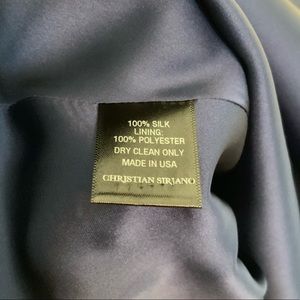 100% SILK
LINING:
100% POLYESTER
DRY CLEAN ONLY
MADE IN USA
CHRISTIAN SIRIANO